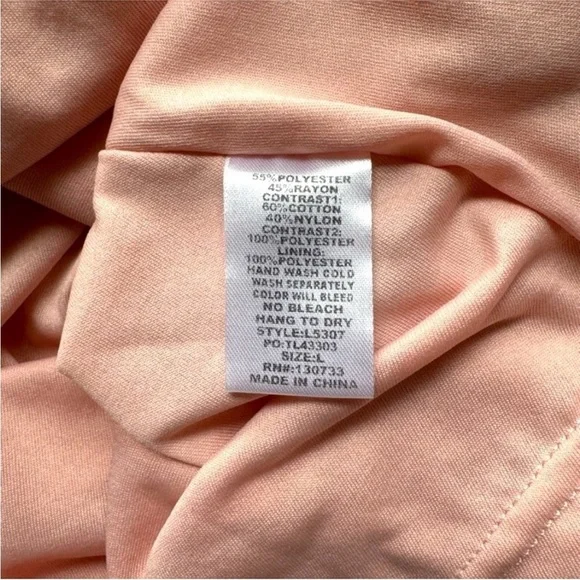 55%POLYESTER
45%RAYON
CONTRAST1:
60%COTTON
40%NYLON
CONTRAST2:
100%POLYESTER
LINING:
100%POLYESTER
HAND WASH COLD
WASH SEPARATELY
COLOR WILL BLEED
NO BLEACH
HANG TO DRY
STYLE:L5307
PO:TL43303
SIZE:L
RN#:130733
MADE IN CHINA